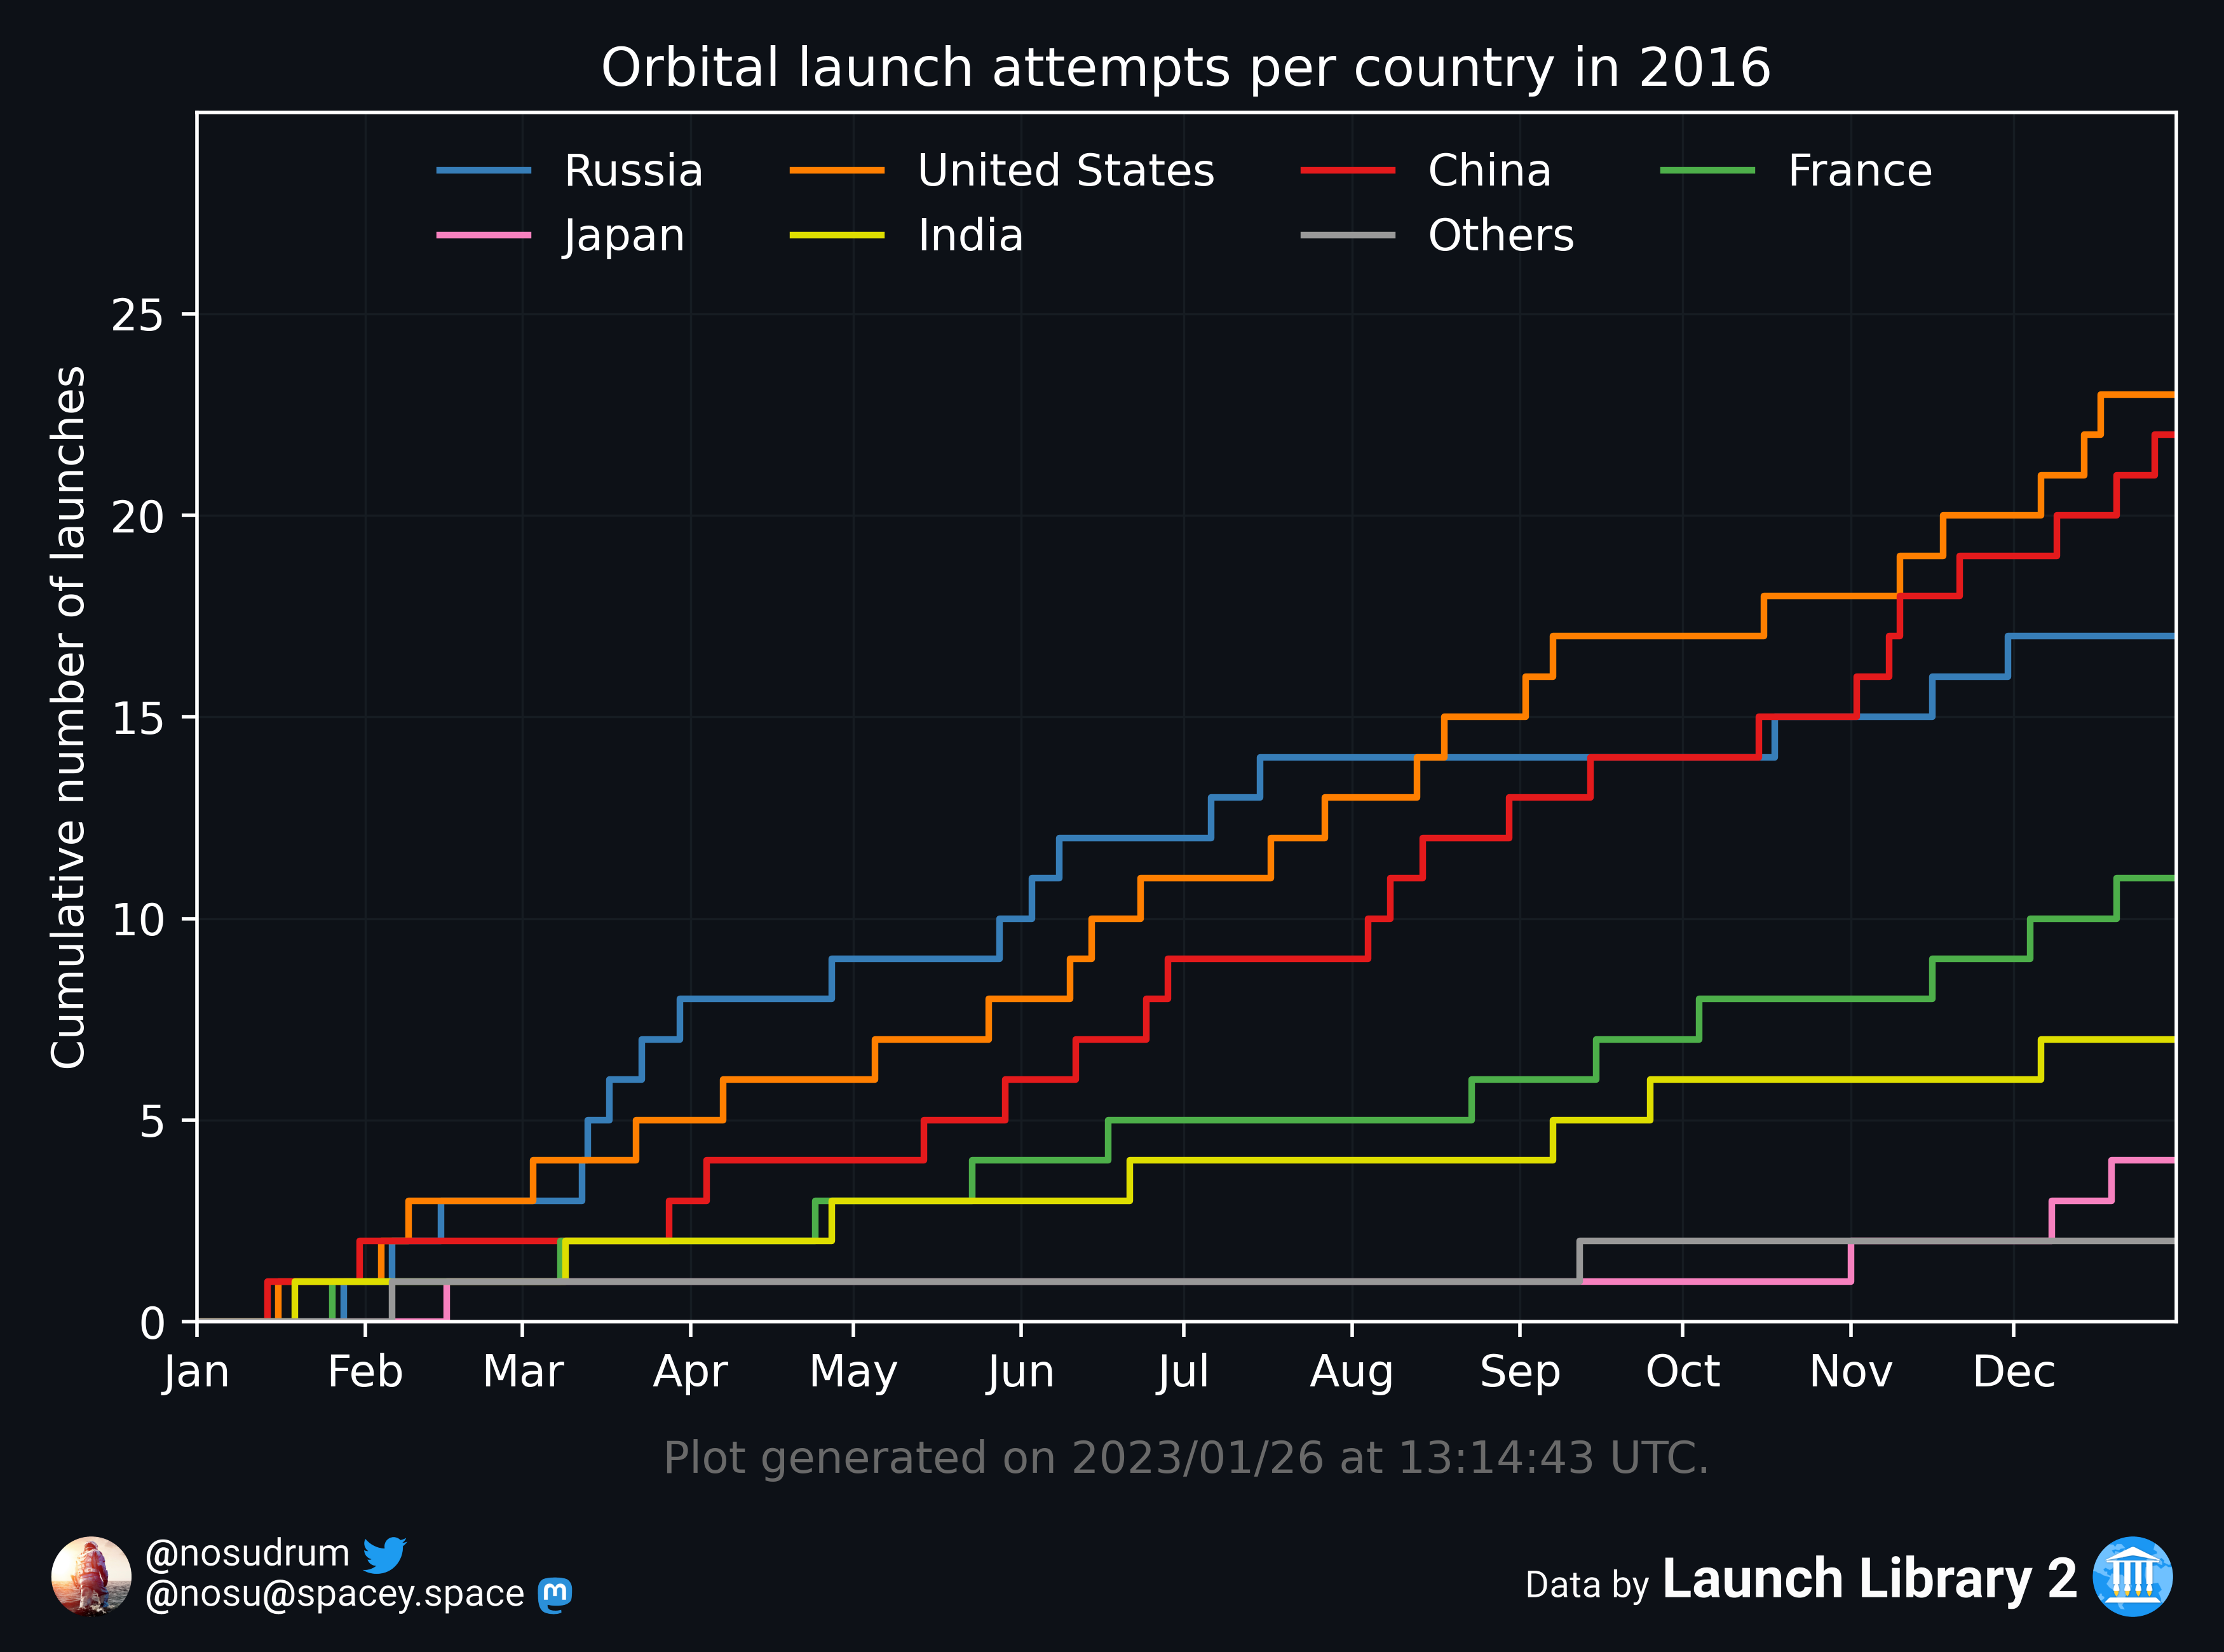 Orbital launch attempts per country in 2016
Russia United States China France
Japan India Others
Cumulative number of launches
25
20
15
10
5
0
Jan Feb Mar Apr May Jun Jul Aug Sep Oct Nov Dec
Plot generated on 2023/01/26 at 13:14:43 UTC.
@nosudrum
@nosu@spacey.space
Data by Launch Library 2